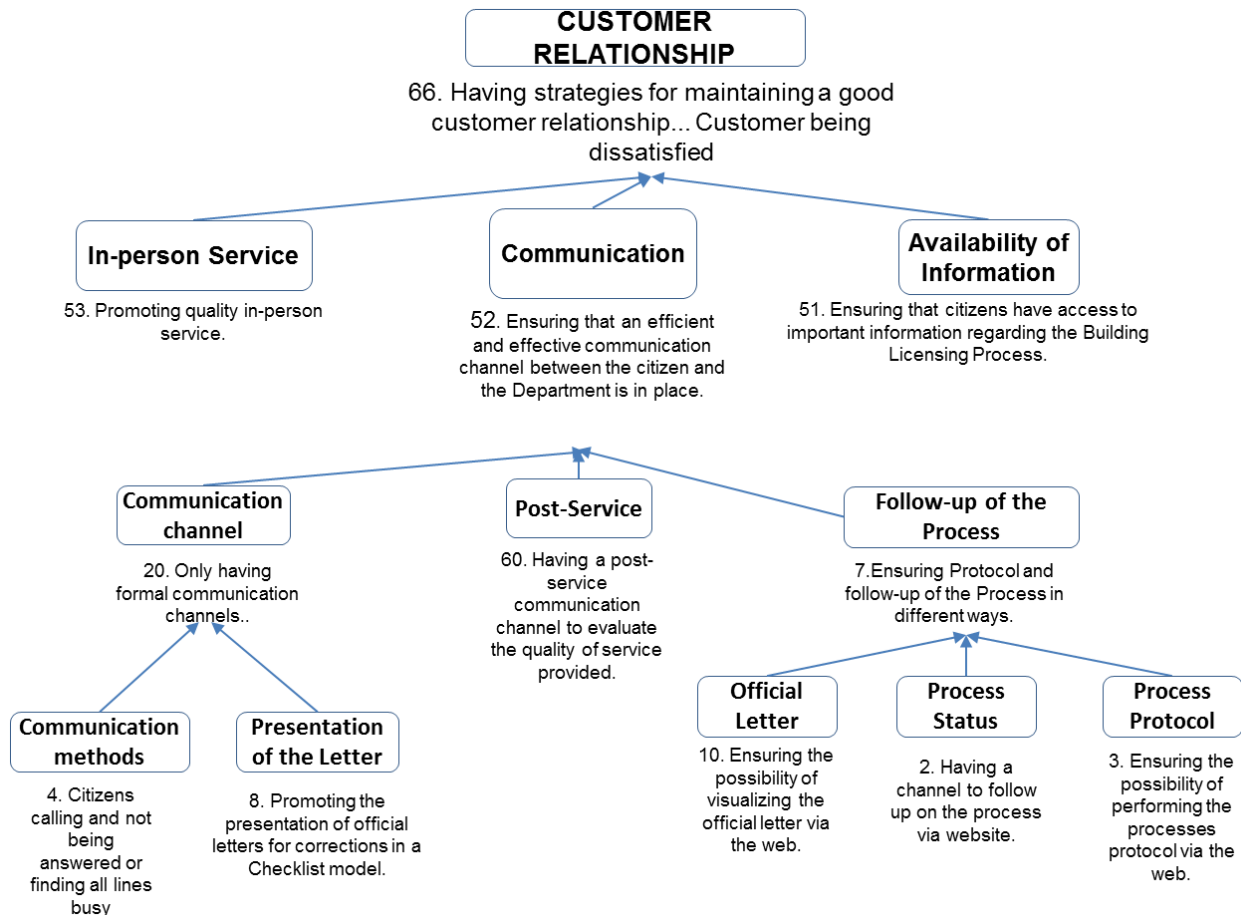 CUSTOMER
RELATIONSHIP
66. Having strategies for maintaining a good
customer relationship... Customer being
dissatisfied
In-person Service
53. Promoting quality in-person
service.
Communication
52. Ensuring that an efficient
and effective communication
channel between the citizen and
the Department is in place.
Availability of
Information
51. Ensuring that citizens have access to
important information regarding the Building
Licensing Process.
Communication
channel
20. Only having
formal communication
channels..
Post-Service
60. Having a post-
service
communication
channel to evaluate
the quality of service
provided.
Follow-up of the
Process
7.Ensuring Protocol and
follow-up of the Process in
different ways.
Communication
methods
4. Citizens
calling and not
being
answered or
finding all lines
busy
Presentation
of the Letter
8. Promoting the
presentation of official
letters for corrections in a
Checklist model.
Official
Letter
10. Ensuring the
possibility of
visualizing the
official letter via
the web.
Process
Status
2. Having a
channel to follow
up on the process
via website.
Process
Protocol
3. Ensuring the
possibility of
performing the
processes
protocol via the
web.